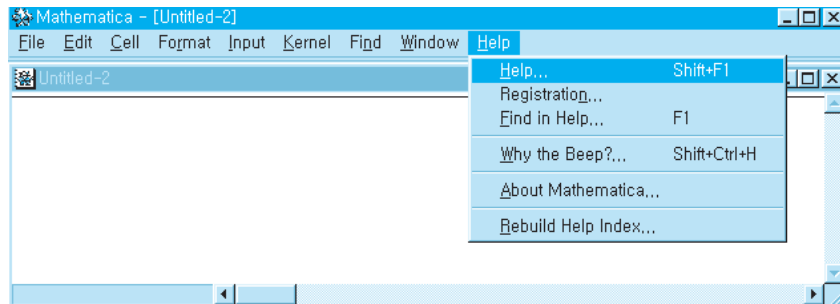 Mathematica - [Untitled-2]
File Edit Cell Format Input Kernel Find Window Help
Untitled-2
Help... Shift+F1
Registration...
Find in Help... F1
Why the Beep?... Shift+Ctrl+H
About Mathematica...
Rebuild Help Index...